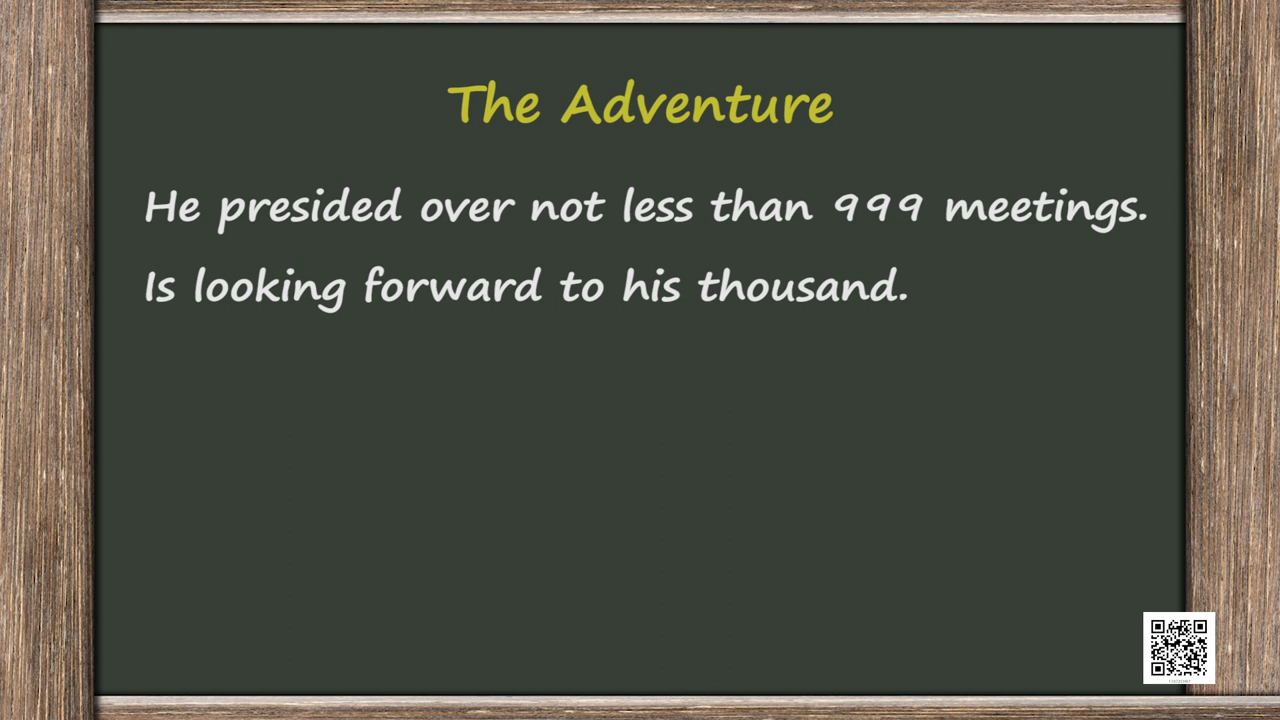 The Adventure
He presided over not less than 999 meetings.
Is looking forward to his thousand.